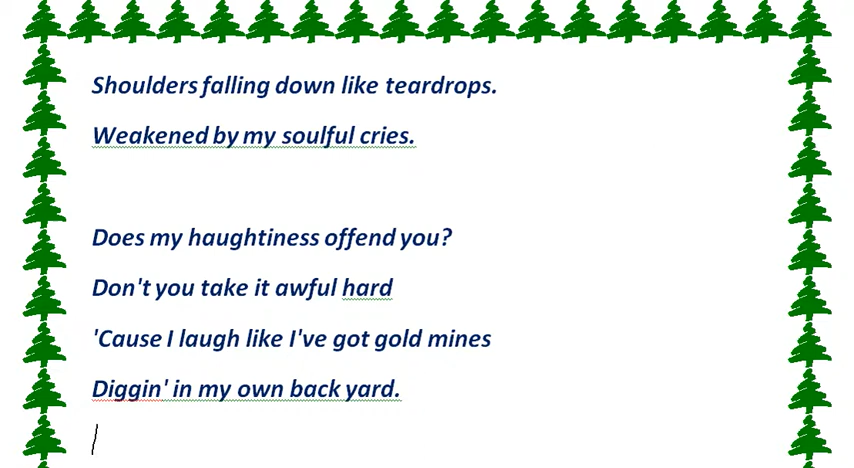 Shoulders falling down like teardrops.
Weakened by my soulful cries.
Does my haughtiness offend you?
Don't you take it awful hard
'Cause I laugh like I've got gold mines
Diggin' in my own back yard.